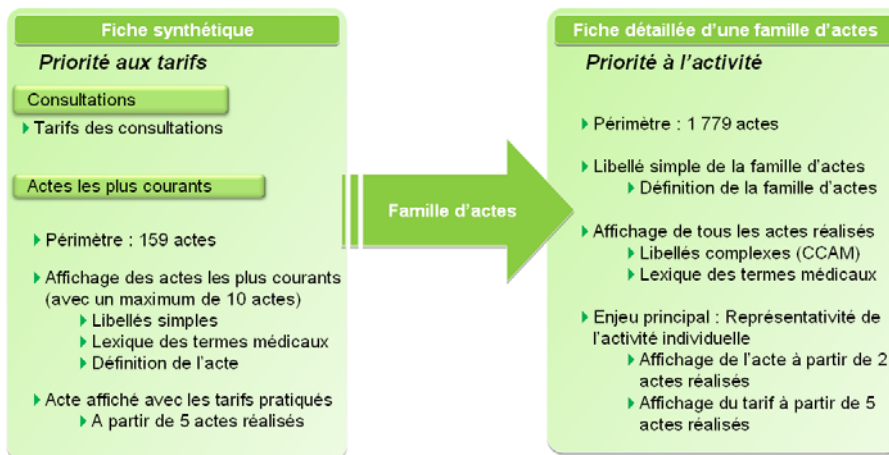 Fiche synthétique
Priorité aux tarifs
Consultations
Tarifs des consultations
Actes les plus courants
Périmètre : 159 actes
Affichage des actes les plus courants
(avec un maximum de 10 actes)
Libellés simples
Lexique des termes médicaux
Définition de l'acte
Acte affiché avec les tarifs pratiqués
A partir de 5 actes réalisés
Famille d'actes
Fiche détaillée d'une famille d'actes
Priorité à l'activité
Périmètre : 1 779 actes
Libellé simple de la famille d'actes
Définition de la famille d'actes
Affichage de tous les actes réalisés
Libellés complexes (CCAM)
Lexique des termes médicaux
Enjeu principal : Représentativité de
l'activité individuelle
Affichage de l'acte à partir de 2
actes réalisés
Affichage du tarif à partir de 5
actes réalisés